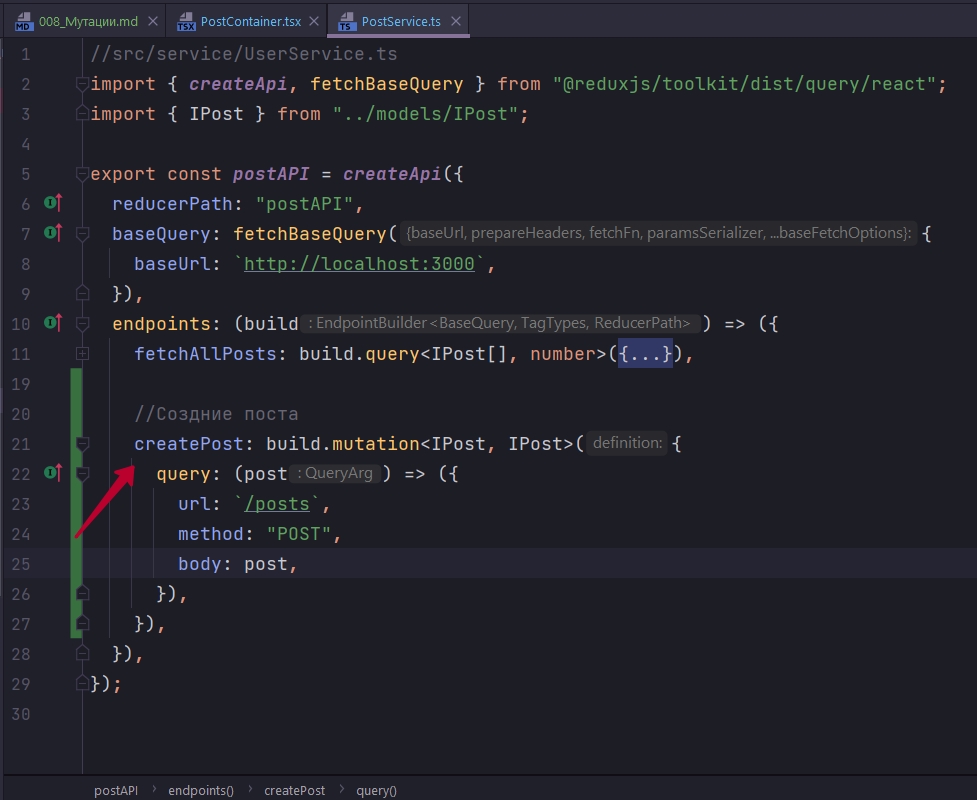 008_Мутации.md PostContainer.tsx PostService.ts
1 //src/service/UserService.ts
2 import { createApi, fetchBaseQuery } from "@reduxjs/toolkit/dist/query/react";
3 import { IPost } from "../models/IPost";
4
5 export const postAPI = createApi({
6 reducerPath: "postAPI",
7 baseQuery: fetchBaseQuery( {baseUrl, prepareHeaders, fetchFn, paramsSerializer, ...baseFetchOptions}: {
8 baseUrl: `http://localhost:3000`,
9 }),
10 endpoints: (build : EndpointBuilder<BaseQuery, TagTypes, ReducerPath> ) => ({
11 fetchAllPosts: build.query<IPost[], number>({...}),
19
20 //Создние поста
21 createPost: build.mutation<IPost, IPost>( definition: {
22 query: (post : QueryArg ) => ({
23 url: `/posts`,
24 method: "POST",
25 body: post,
26 }),
27 }),
28 }),
29 });
30
postAPI › endpoints() › createPost › query()